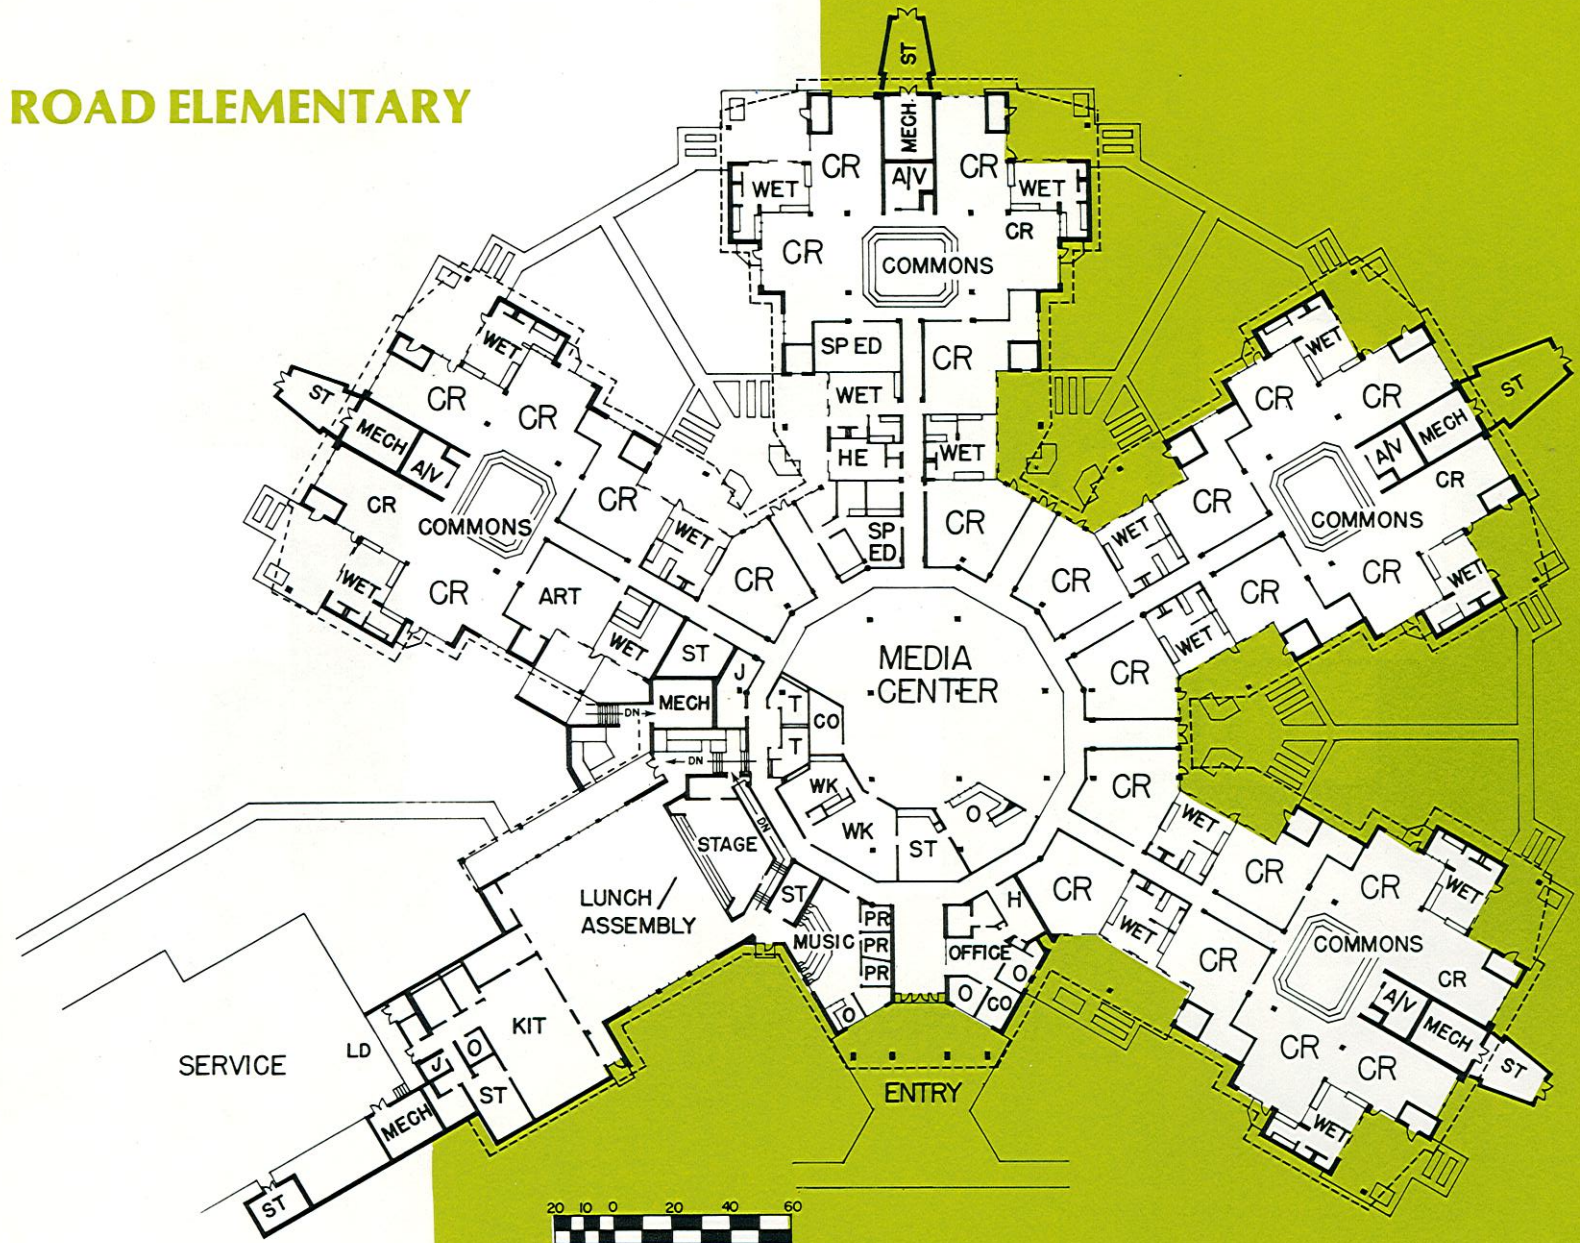 ROAD ELEMENTARY
ST
MECH.
CR
CR
A/V
WET
WET
CR
CR
COMMONS
SP ED
CR
WET
WET
HE
SP
ED
CR
WET
ST
CR
CR
MECH
A/V
CR
CR
COMMONS
WET
WET
CR
ART
CR
WET
ST
J
MECH
DN
WET
CR
CR
ST
MECH
A/V
CR
CR
COMMONS
WET
CR
WET
CR
CR
WET
CR
MEDIA
CENTER
T
CO
T
DN
WK
WK
O
ST
STAGE
DN
LUNCH /
ASSEMBLY
ST
MUSIC
PR
PR
PR
O
H
OFFICE
O
O
CO
CR
WET
CR
CR
CR
WET
WET
COMMONS
CR
CR
A/V
MECH
ST
CR
CR
WET
KIT
SERVICE
LD
O
J
ST
MECH
ST
ENTRY
20 10 0 20 40 60